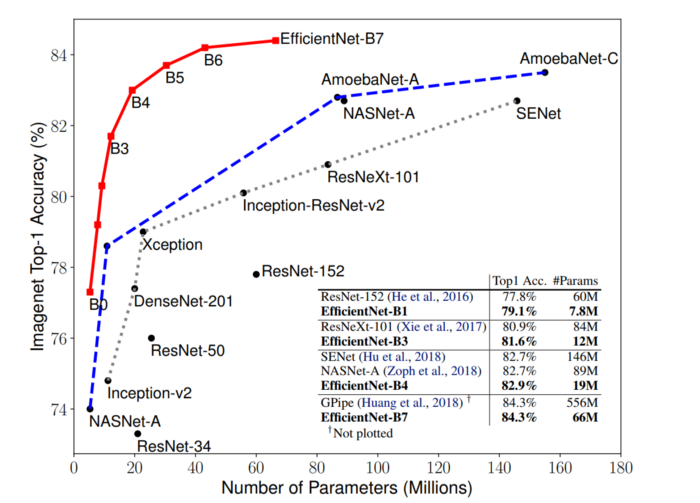 84
82
80
78
76
74
0
20
40
60
80
100
120
140
160
180
Imagenet Top-1 Accuracy (%)
Number of Parameters (Millions)
EfficientNet-B7
B6
B5
B4
B3
B0
AmoebaNet-C
AmoebaNet-A
NASNet-A
SENet
ResNeXt-101
Inception-ResNet-v2
Xception
ResNet-152
DenseNet-201
ResNet-50
Inception-v2
NASNet-A
ResNet-34
Top1 Acc. #Params
ResNet-152 (He et al., 2016) 77.8% 60M
EfficientNet-B1 79.1% 7.8M
ResNeXt-101 (Xie et al., 2017) 80.9% 84M
EfficientNet-B3 81.6% 12M
SENet (Hu et al., 2018) 82.7% 146M
NASNet-A (Zoph et al., 2018) 82.7% 89M
EfficientNet-B4 82.9% 19M
GPipe (Huang et al., 2018) † 84.3% 556M
EfficientNet-B7 84.3% 66M
†Not plotted